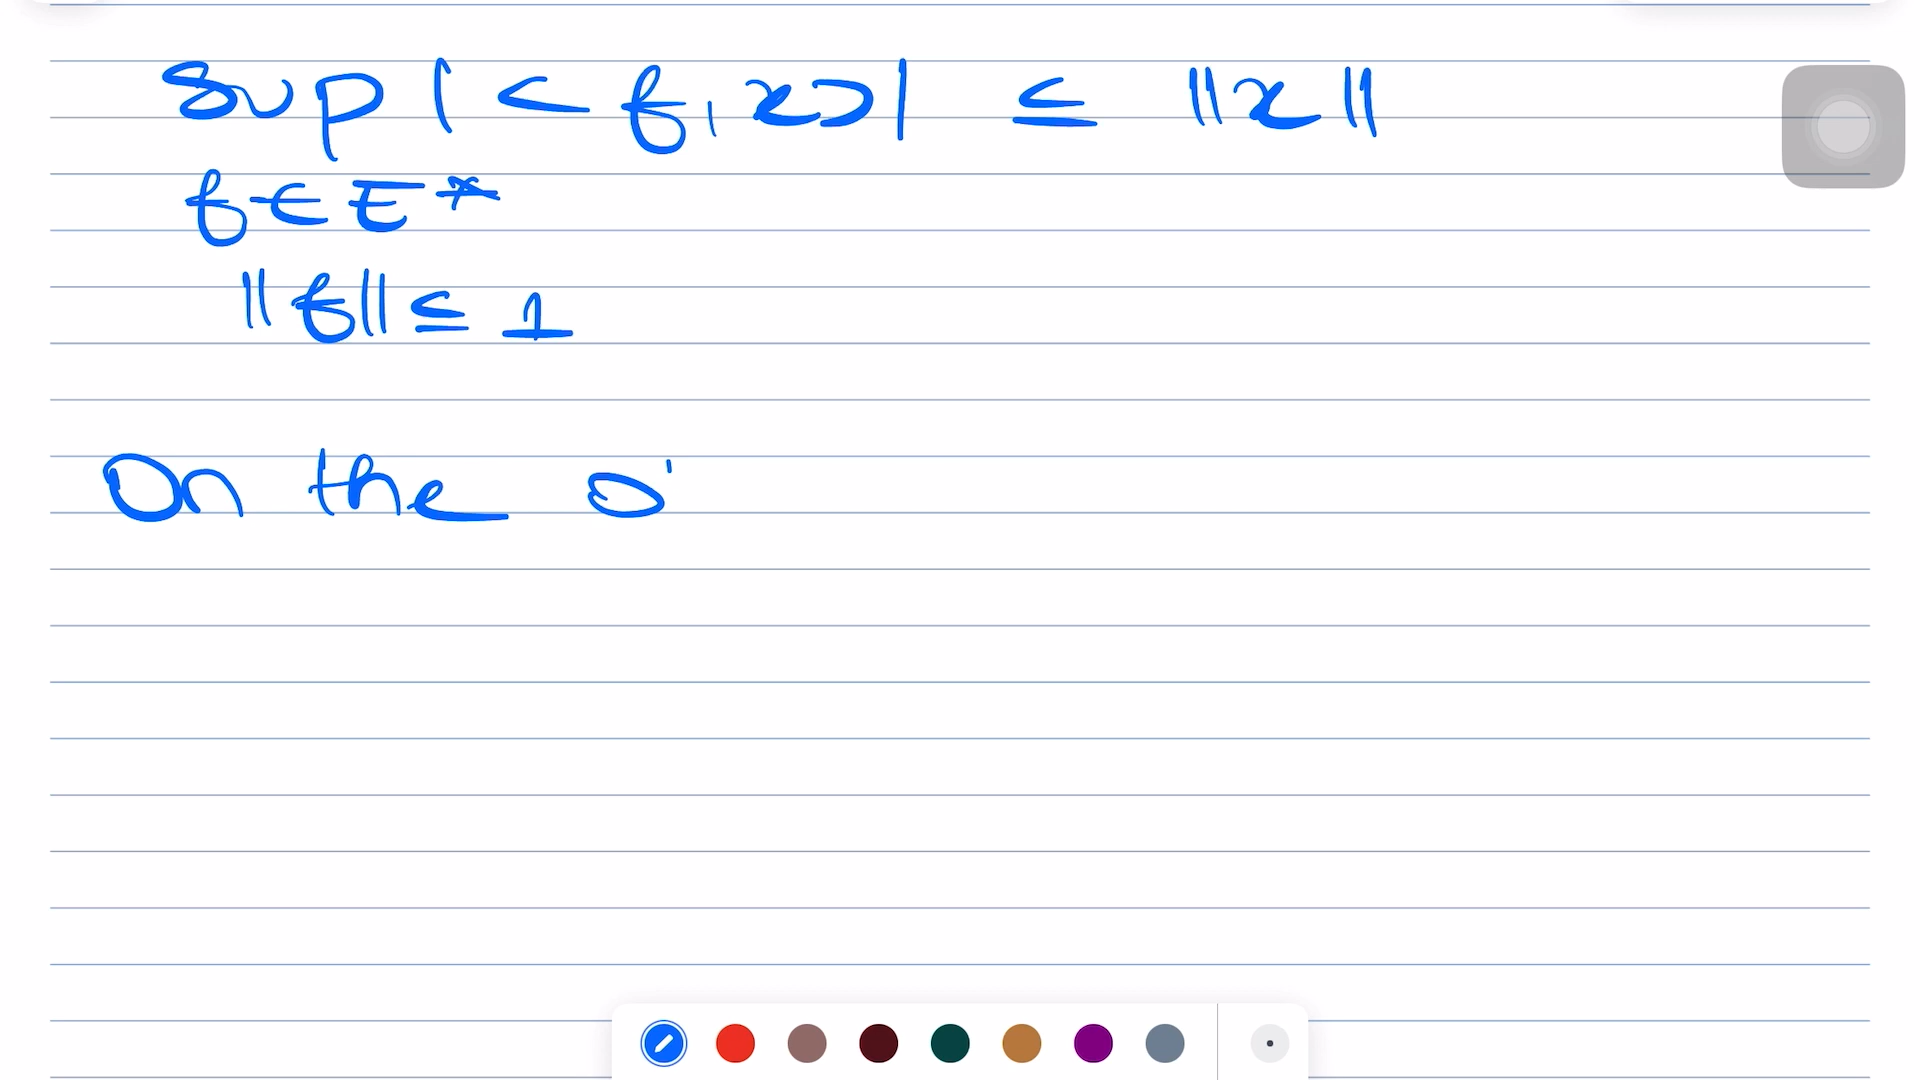 Sup |<f, x>| ≤ ||x||
f ∈ E*
||f|| ≤ 1
On the o